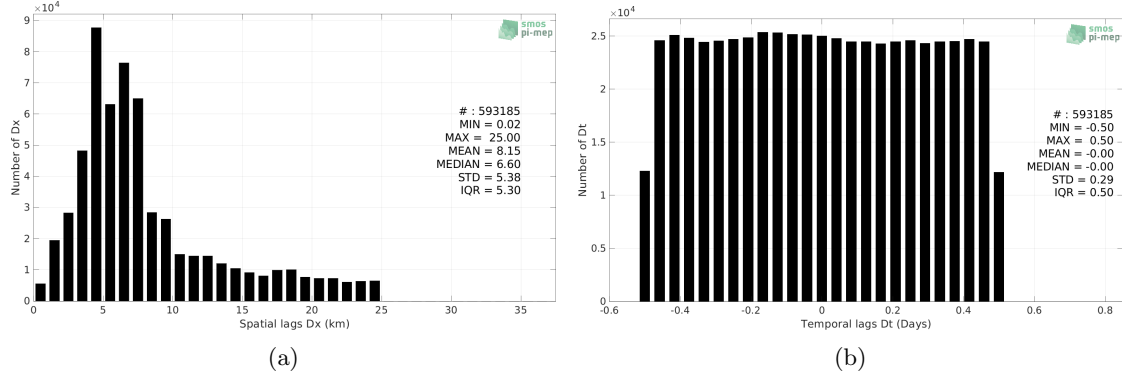 ×10⁴
9
8
7
6
5
4
3
2
1
0
Number of Dx
smos
pi-mep
# : 593185
MIN = 0.02
MAX = 25.00
MEAN = 8.15
MEDIAN = 6.60
STD = 5.38
IQR = 5.30
0 5 10 15 20 25 30 35
Spatial lags Dx (km)
(a)
×10⁴
2.5
2
1.5
1
0.5
0
Number of Dt
smos
pi-mep
# : 593185
MIN = -0.50
MAX = 0.50
MEAN = -0.00
MEDIAN = -0.00
STD = 0.29
IQR = 0.50
-0.6 -0.4 -0.2 0 0.2 0.4 0.6 0.8
Temporal lags Dt (Days)
(b)